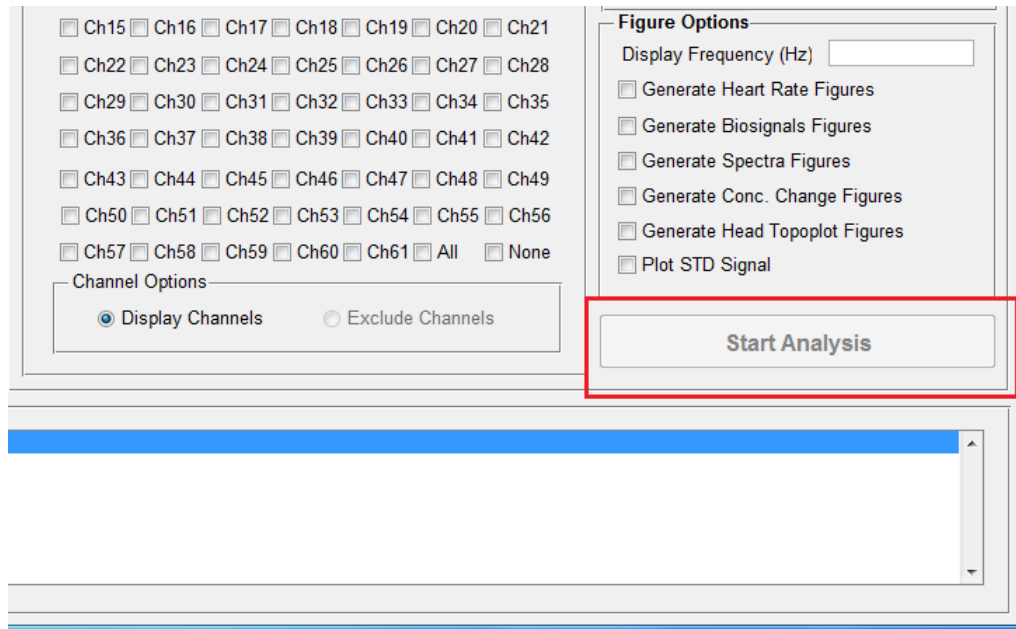 Ch15 Ch16 Ch17 Ch18 Ch19 Ch20 Ch21
Ch22 Ch23 Ch24 Ch25 Ch26 Ch27 Ch28
Ch29 Ch30 Ch31 Ch32 Ch33 Ch34 Ch35
Ch36 Ch37 Ch38 Ch39 Ch40 Ch41 Ch42
Ch43 Ch44 Ch45 Ch46 Ch47 Ch48 Ch49
Ch50 Ch51 Ch52 Ch53 Ch54 Ch55 Ch56
Ch57 Ch58 Ch59 Ch60 Ch61 All None
Channel Options
Display Channels Exclude Channels
Figure Options
Display Frequency (Hz)
Generate Heart Rate Figures
Generate Biosignals Figures
Generate Spectra Figures
Generate Conc. Change Figures
Generate Head Topoplot Figures
Plot STD Signal
Start Analysis